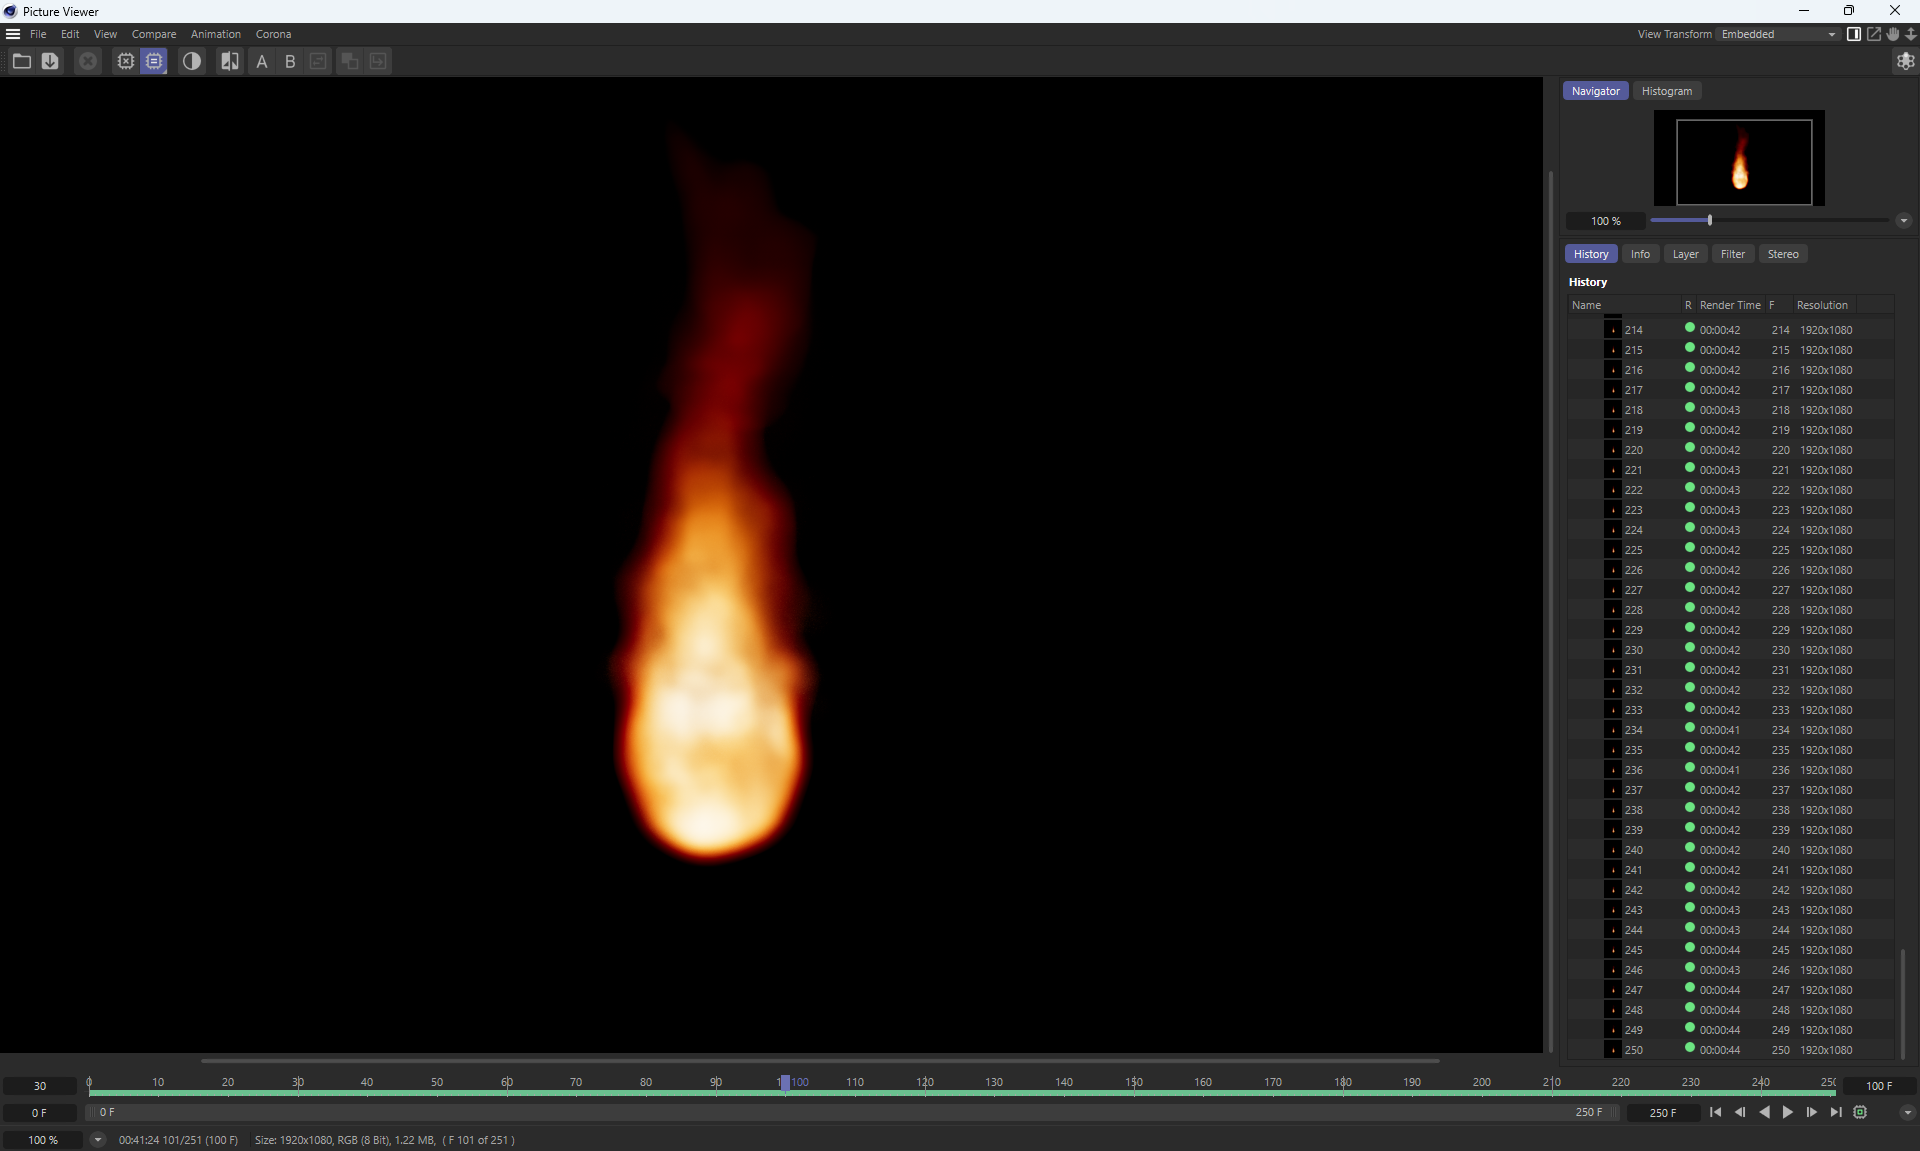 Picture Viewer
File Edit View Compare Animation Corona
View Transform Embedded
A B
Navigator Histogram
100 %
History Info Layer Filter Stereo
History
Name R Render Time F Resolution
214 00:00:42 214 1920x1080
215 00:00:42 215 1920x1080
216 00:00:42 216 1920x1080
217 00:00:42 217 1920x1080
218 00:00:43 218 1920x1080
219 00:00:42 219 1920x1080
220 00:00:42 220 1920x1080
221 00:00:43 221 1920x1080
222 00:00:43 222 1920x1080
223 00:00:43 223 1920x1080
224 00:00:43 224 1920x1080
225 00:00:42 225 1920x1080
226 00:00:42 226 1920x1080
227 00:00:42 227 1920x1080
228 00:00:42 228 1920x1080
229 00:00:42 229 1920x1080
230 00:00:42 230 1920x1080
231 00:00:42 231 1920x1080
232 00:00:42 232 1920x1080
233 00:00:42 233 1920x1080
234 00:00:41 234 1920x1080
235 00:00:42 235 1920x1080
236 00:00:41 236 1920x1080
237 00:00:42 237 1920x1080
238 00:00:42 238 1920x1080
239 00:00:42 239 1920x1080
240 00:00:42 240 1920x1080
241 00:00:42 241 1920x1080
242 00:00:42 242 1920x1080
243 00:00:43 243 1920x1080
244 00:00:43 244 1920x1080
245 00:00:44 245 1920x1080
246 00:00:43 246 1920x1080
247 00:00:44 247 1920x1080
248 00:00:44 248 1920x1080
249 00:00:44 249 1920x1080
250 00:00:44 250 1920x1080
30 0 10 20 30 40 50 60 70 80 90 100 110 120 130 140 150 160 170 180 190 200 210 220 230 240 250 100 F
0 F 0 F 250 F 250 F
100 % 00:41:24 101/251 (100 F) Size: 1920x1080, RGB (8 Bit), 1.22 MB, ( F 101 of 251 )